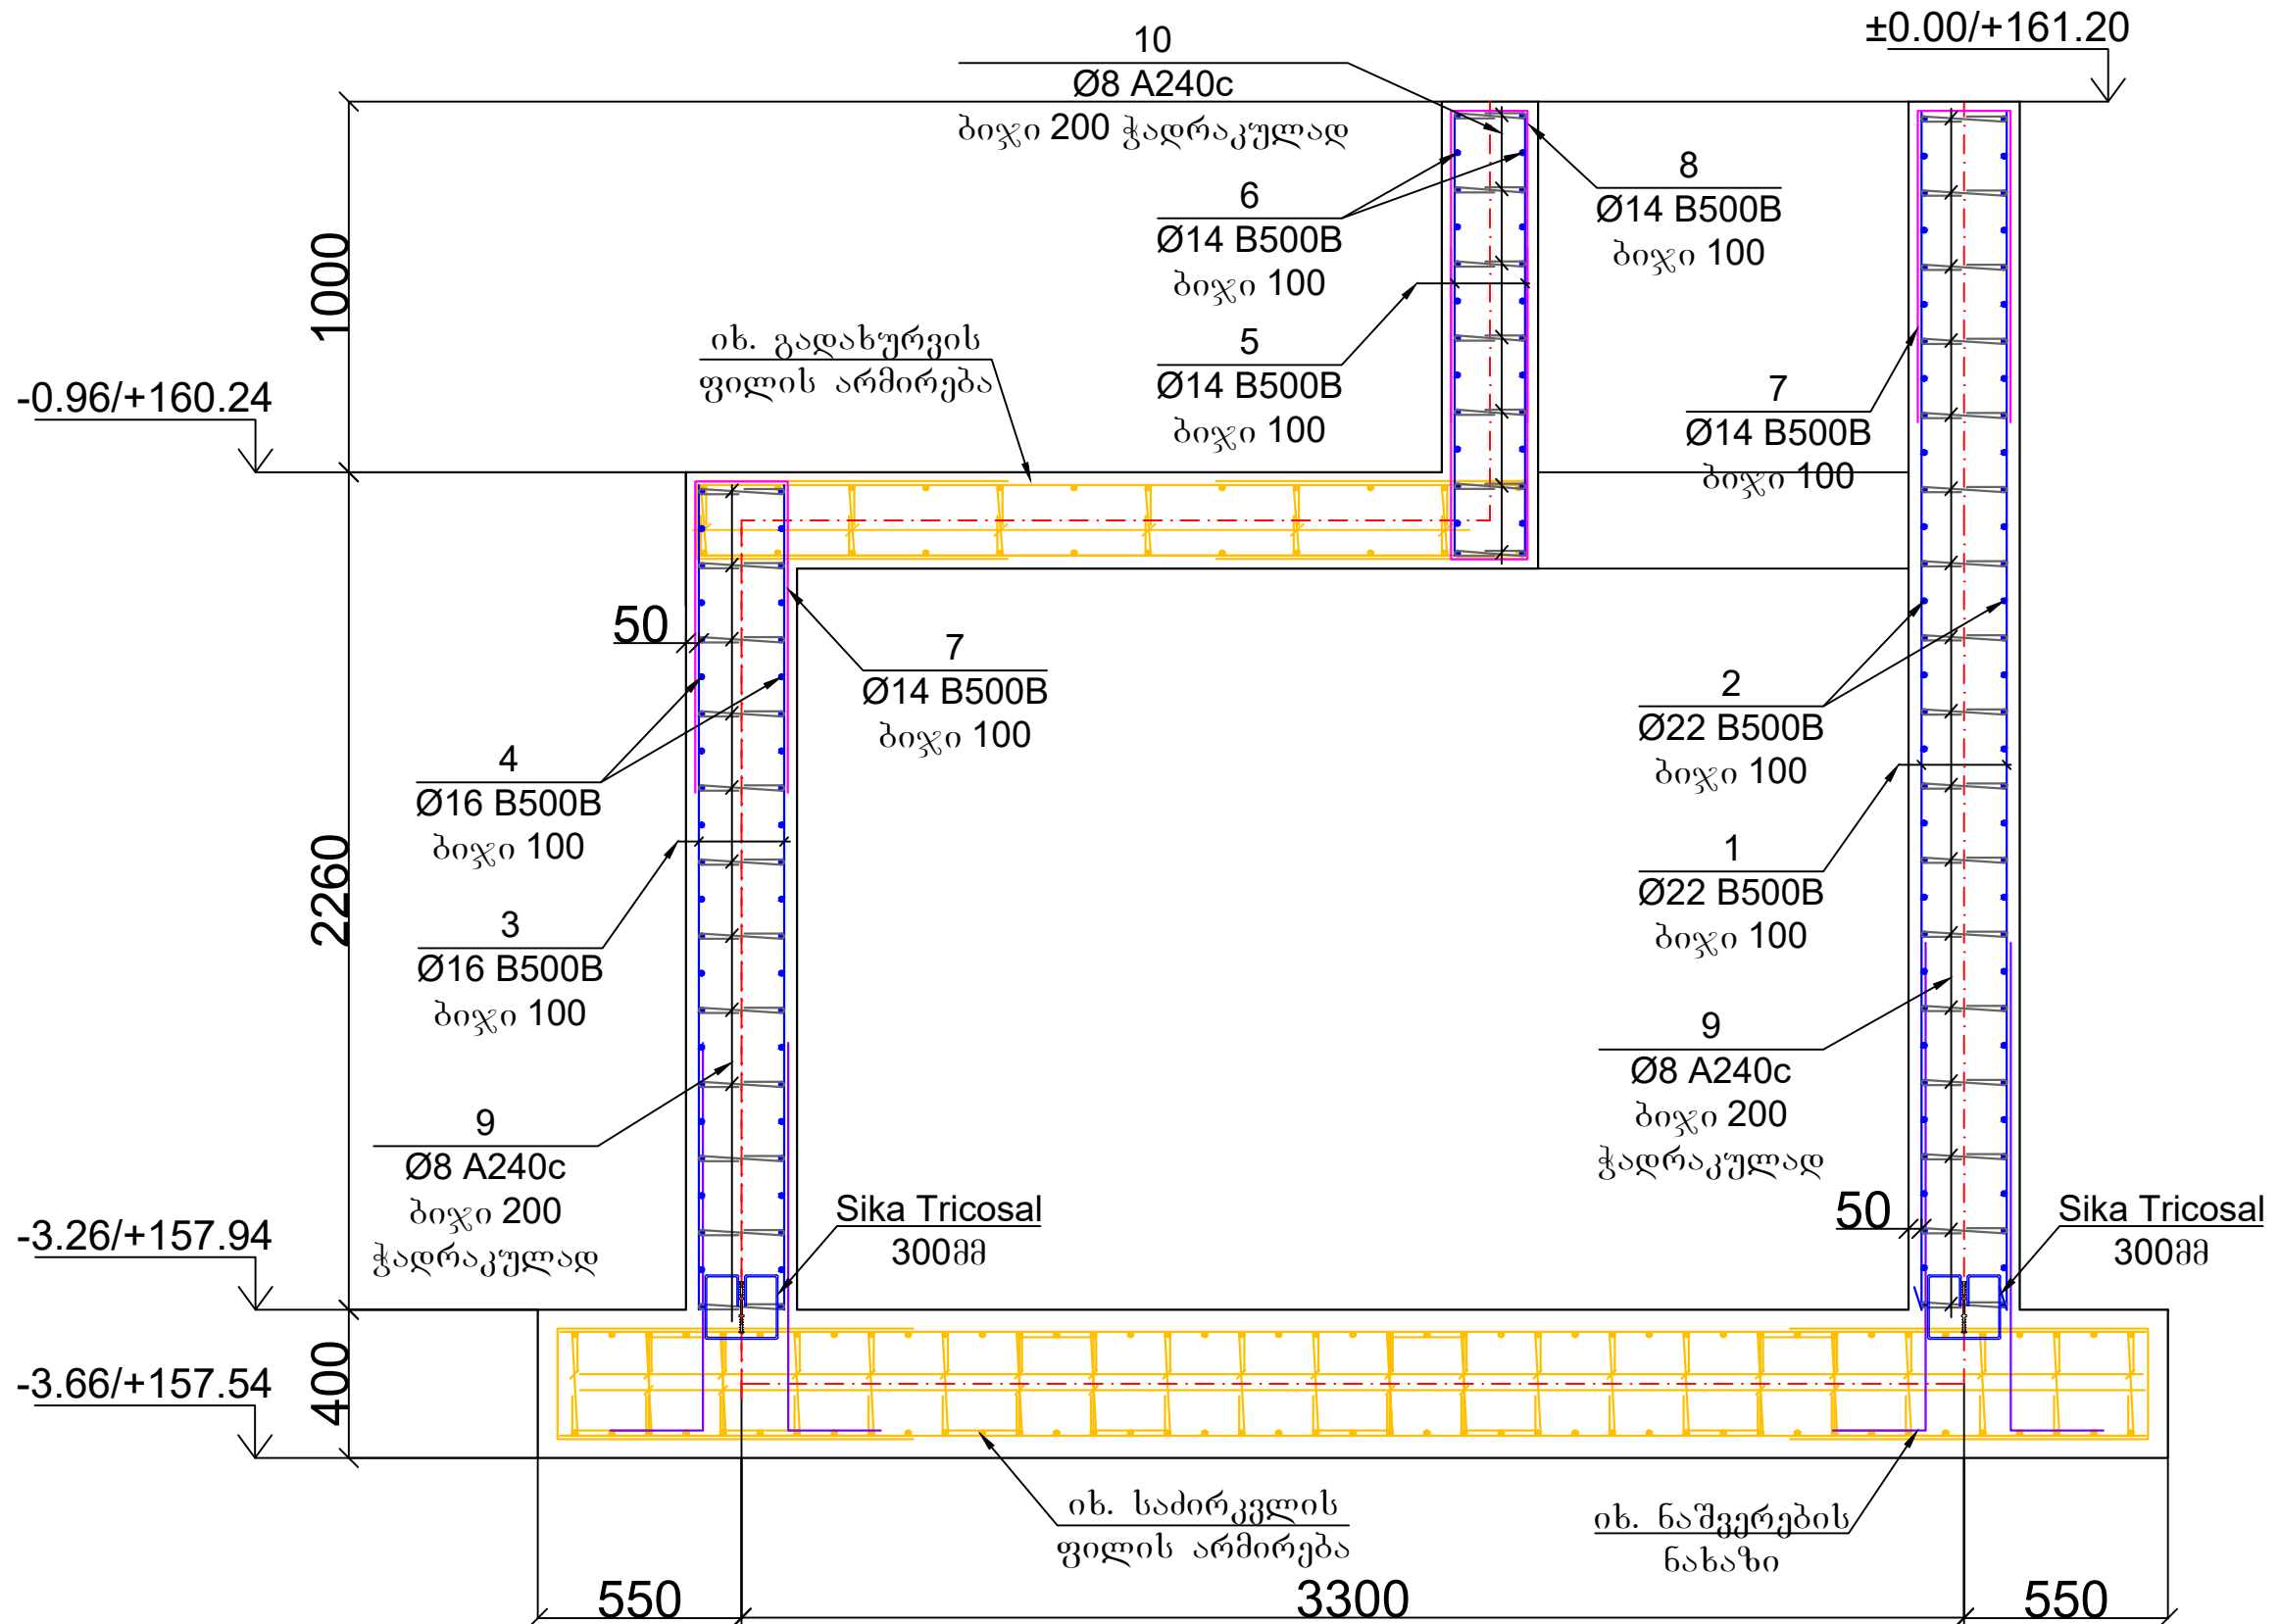 ±0.00/+161.20
10
Ø8 A240c
ბიჯი 200 ჭადრაკულად
8
Ø14 B500B
ბიჯი 100
6
Ø14 B500B
ბიჯი 100
1000
იხ. გადახურვის
ფილის არმირება
5
Ø14 B500B
ბიჯი 100
-0.96/+160.24
7
Ø14 B500B
ბიჯი 100
50
7
Ø14 B500B
ბიჯი 100
2
Ø22 B500B
ბიჯი 100
4
Ø16 B500B
ბიჯი 100
1
Ø22 B500B
ბიჯი 100
2260
3
Ø16 B500B
ბიჯი 100
9
Ø8 A240c
ბიჯი 200
ჭადრაკულად
9
Ø8 A240c
ბიჯი 200
ჭადრაკულად
Sika Tricosal
300მმ
50
Sika Tricosal
300მმ
-3.26/+157.94
400
-3.66/+157.54
იხ. საძირკვლის
ფილის არმირება
იხ. ნაშვერების
ნახაზი
550
3300
550